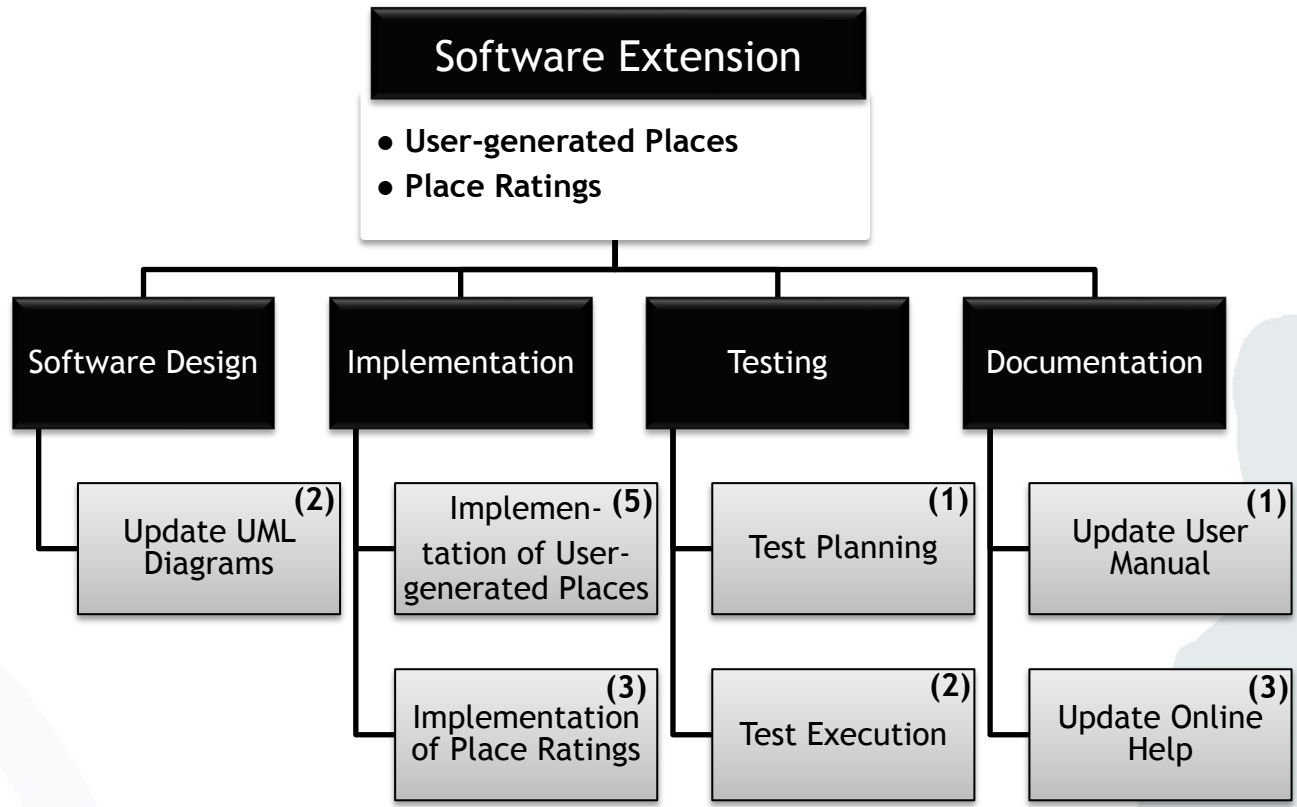 Software Extension
● User-generated Places
● Place Ratings
Software Design
Implementation
Testing
Documentation
(2)
Update UML
Diagrams
Implemen- (5)
tation of User-
generated Places
(1)
Test Planning
(1)
Update User
Manual
(3)
Implementation
of Place Ratings
(2)
Test Execution
(3)
Update Online
Help